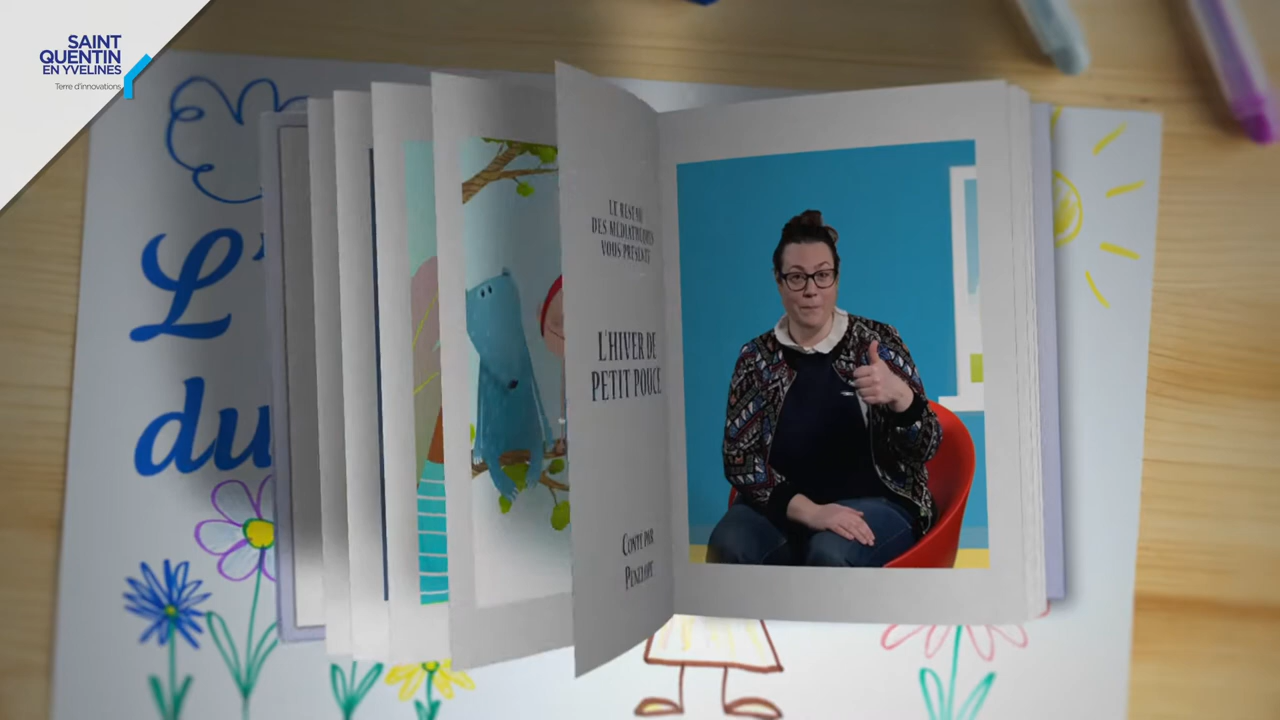 SAINT
QUENTIN
EN YVELINES
Terre d'innovations
L'
du
LE RÉSEAU
DES MÉDIATHÈQUES
VOUS PRÉSENTE
L'HIVER DE
PETIT POUCE
CONTÉ PAR
PÉNÉLOPE